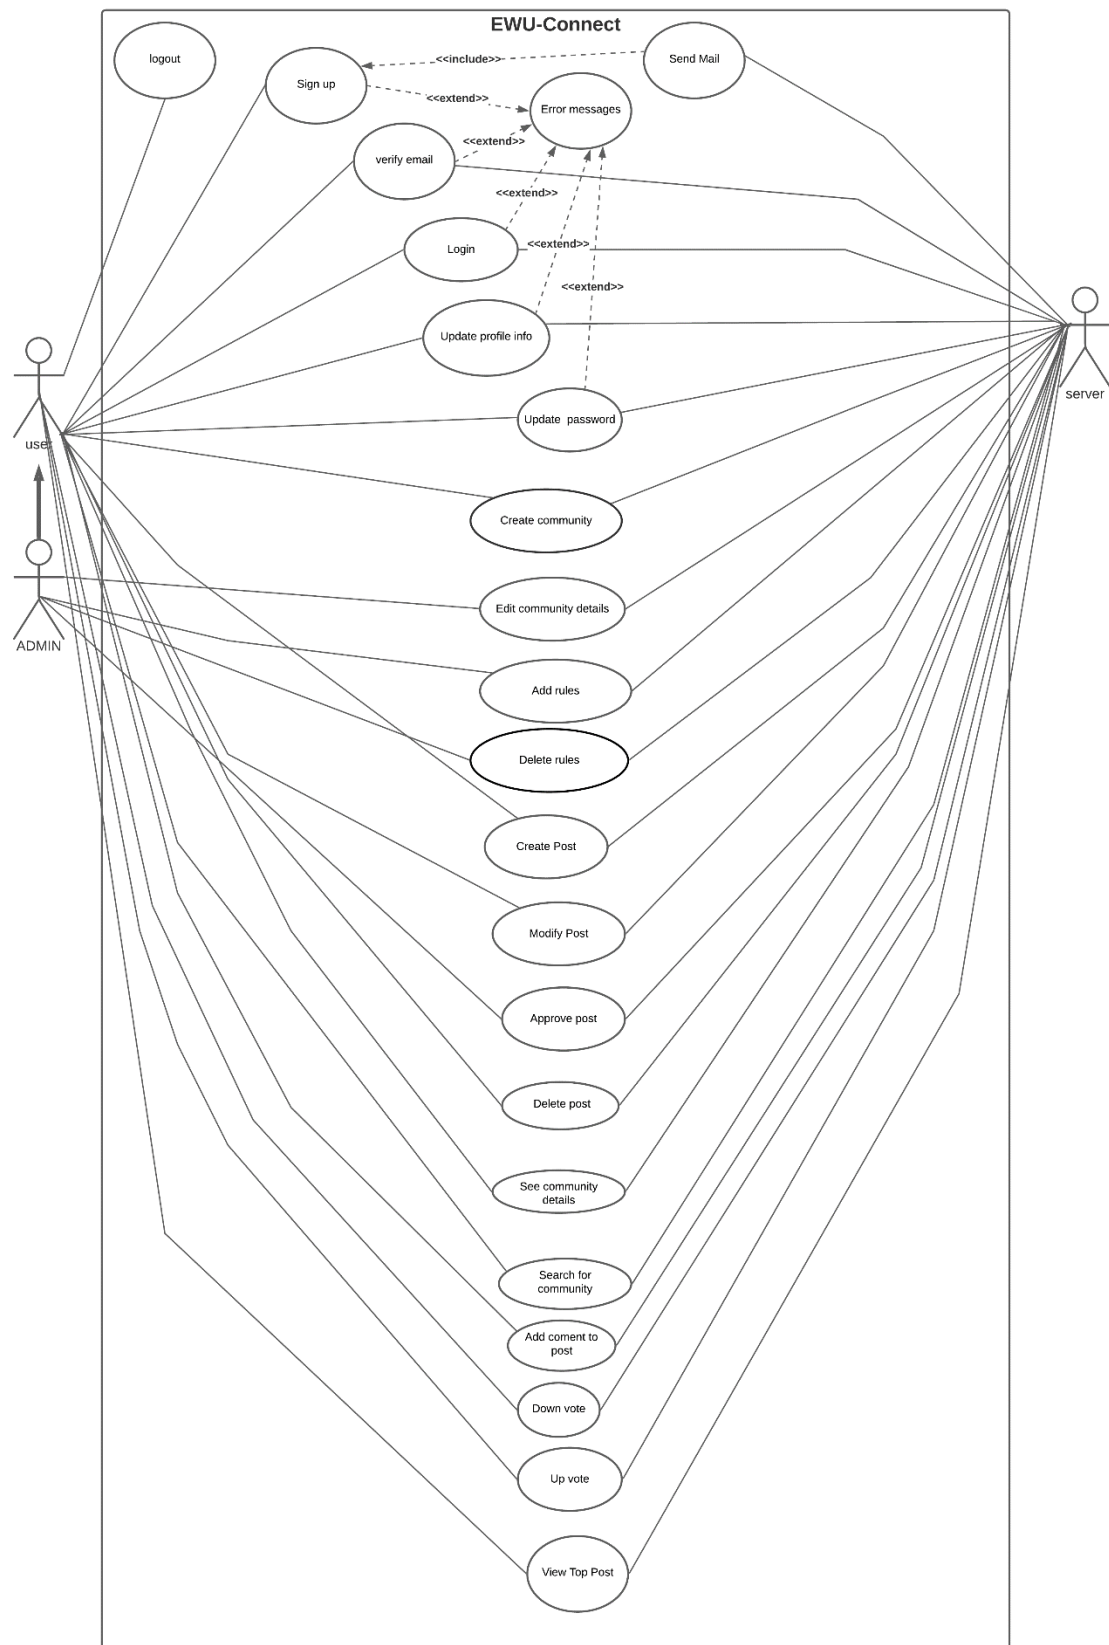 EWU-Connect
logout
Sign up
<<include>>
Send Mail
<<extend>>
Error messages
verify email
<<extend>>
<<extend>>
Login
<<extend>>
<<extend>>
Update profile info
user
server
Update  password
Create community
ADMIN
Edit community details
Add rules
Delete rules
Create Post
Modify Post
Approve post
Delete post
See community
details
Search for
community
Add coment to
post
Down vote
Up vote
View Top Post